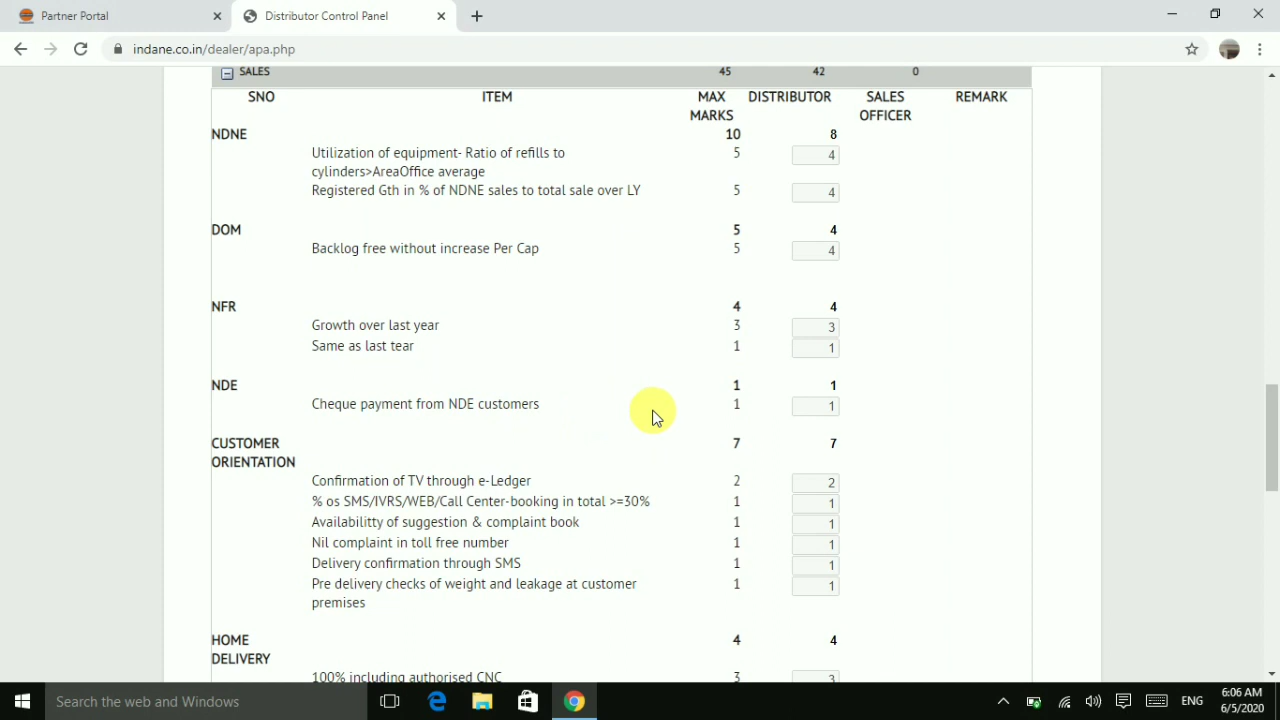 Partner Portal
Distributor Control Panel
indane.co.in/dealer/apa.php
SALES 45 42 0
SNO ITEM MAX MARKS DISTRIBUTOR SALES OFFICER REMARK
NDNE 10 8
Utilization of equipment- Ratio of refills to 5 4
cylinders>AreaOffice average
Registered Gth in % of NDNE sales to total sale over LY 5 4
DOM 5 4
Backlog free without increase Per Cap 5 4
NFR 4 4
Growth over last year 3 3
Same as last tear 1 1
NDE 1 1
Cheque payment from NDE customers 1 1
CUSTOMER 7 7
ORIENTATION
Confirmation of TV through e-Ledger 2 2
% os SMS/IVRS/WEB/Call Center-booking in total >=30% 1 1
Availabilitty of suggestion & complaint book 1 1
Nil complaint in toll free number 1 1
Delivery confirmation through SMS 1 1
Pre delivery checks of weight and leakage at customer 1 1
premises
HOME 4 4
DELIVERY
100% including authorised CNC 3 3
Search the web and Windows
ENG
6:06 AM
6/5/2020